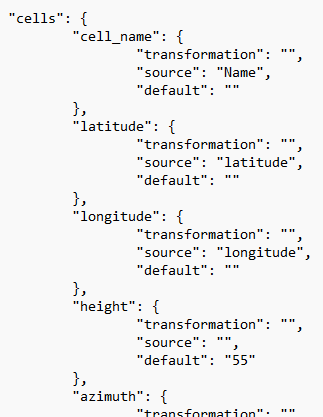 "cells": {
"cell_name": {
"transformation": "",
"source": "Name",
"default": ""
},
"latitude": {
"transformation": "",
"source": "latitude",
"default": ""
},
"longitude": {
"transformation": "",
"source": "longitude",
"default": ""
},
"height": {
"transformation": "",
"source": "",
"default": "55"
},
"azimuth": {
"transformation": "",